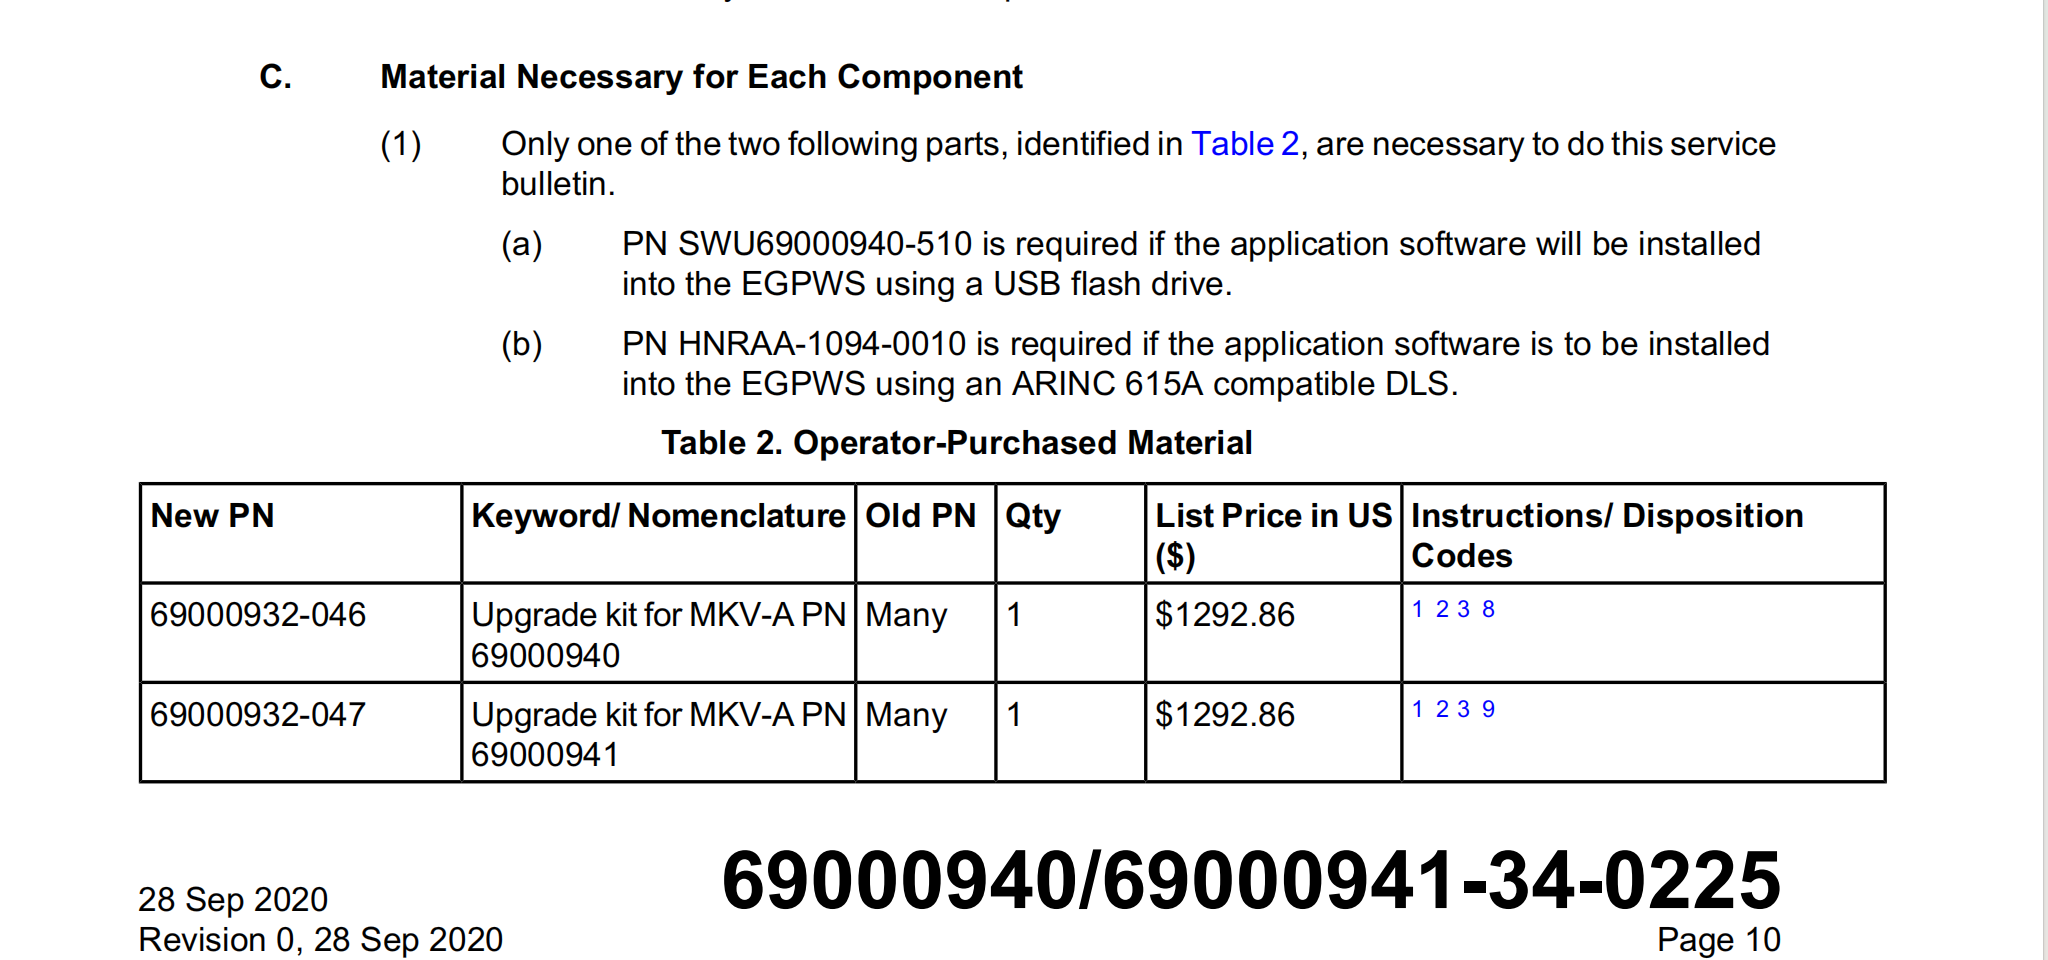 C. Material Necessary for Each Component
(1) Only one of the two following parts, identified in Table 2, are necessary to do this service
bulletin.
(a) PN SWU69000940-510 is required if the application software will be installed
into the EGPWS using a USB flash drive.
(b) PN HNRAA-1094-0010 is required if the application software is to be installed
into the EGPWS using an ARINC 615A compatible DLS.
Table 2. Operator-Purchased Material
New PN Keyword/ Nomenclature Old PN Qty List Price in US Instructions/ Disposition
($) Codes
69000932-046 Upgrade kit for MKV-A PN Many 1 $1292.86 1 2 3 8
69000940
69000932-047 Upgrade kit for MKV-A PN Many 1 $1292.86 1 2 3 9
69000941
69000940/69000941-34-0225
28 Sep 2020
Revision 0, 28 Sep 2020 Page 10